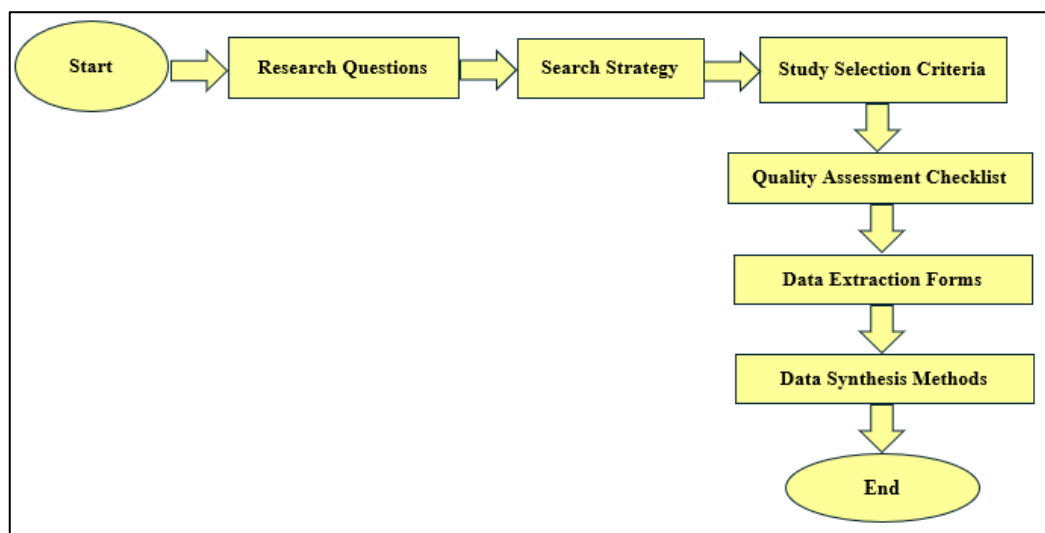 Start
Research Questions
Search Strategy
Study Selection Criteria
Quality Assessment Checklist
Data Extraction Forms
Data Synthesis Methods
End